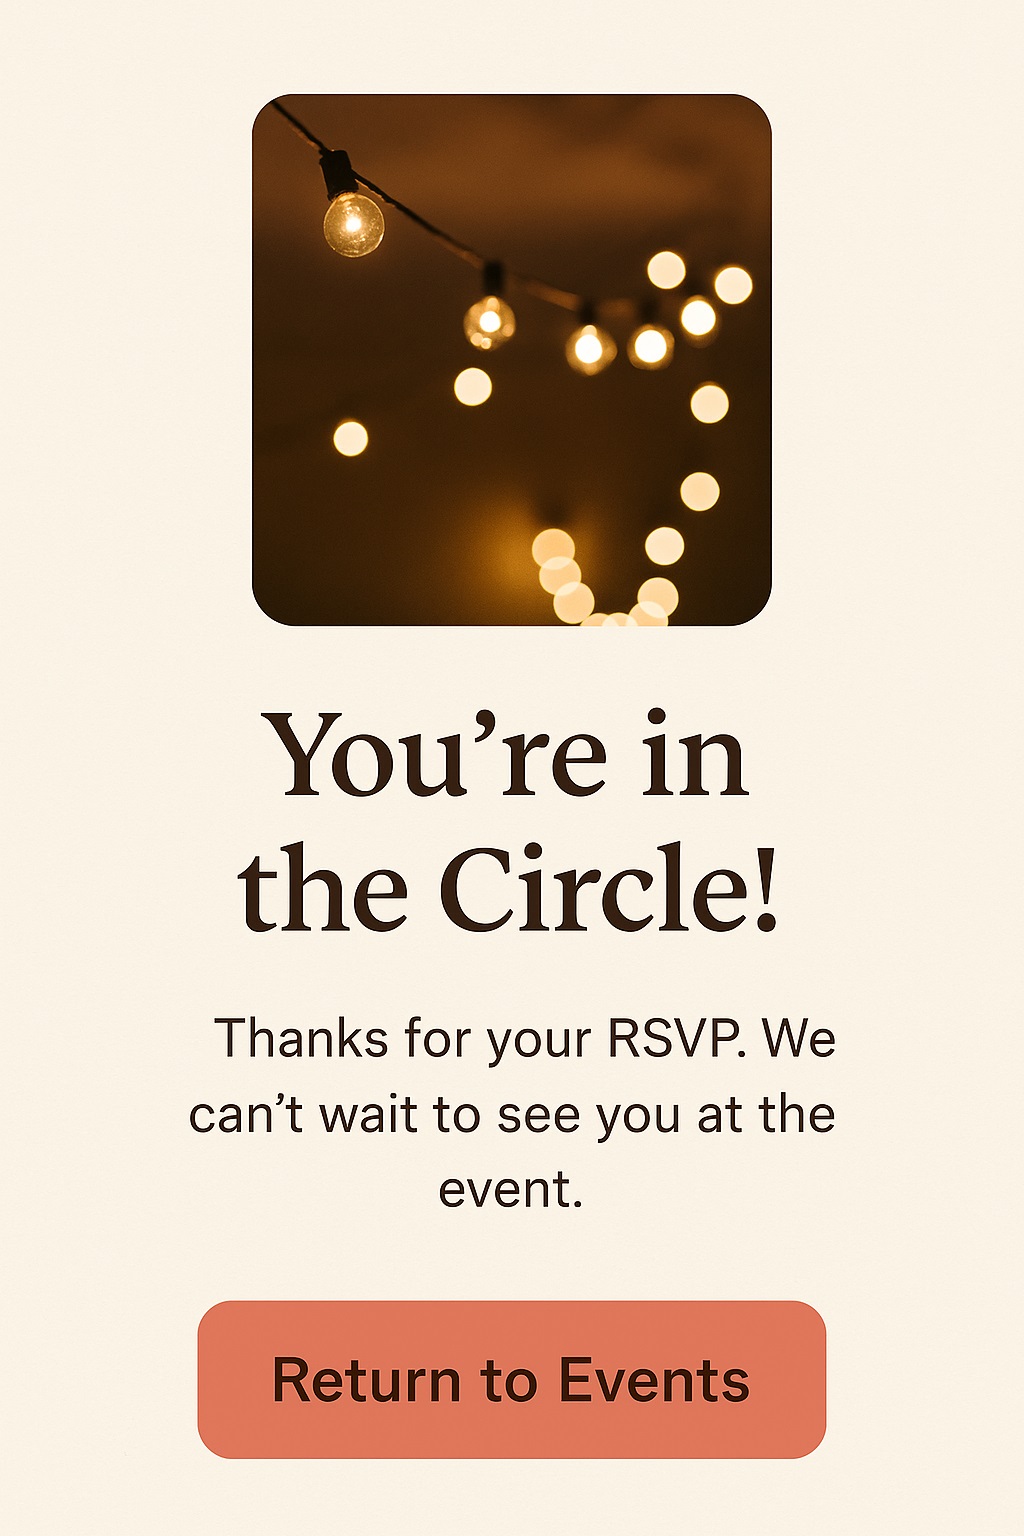 You’re in
the Circle!
Thanks for your RSVP. We
can’t wait to see you at the
event.
Return to Events